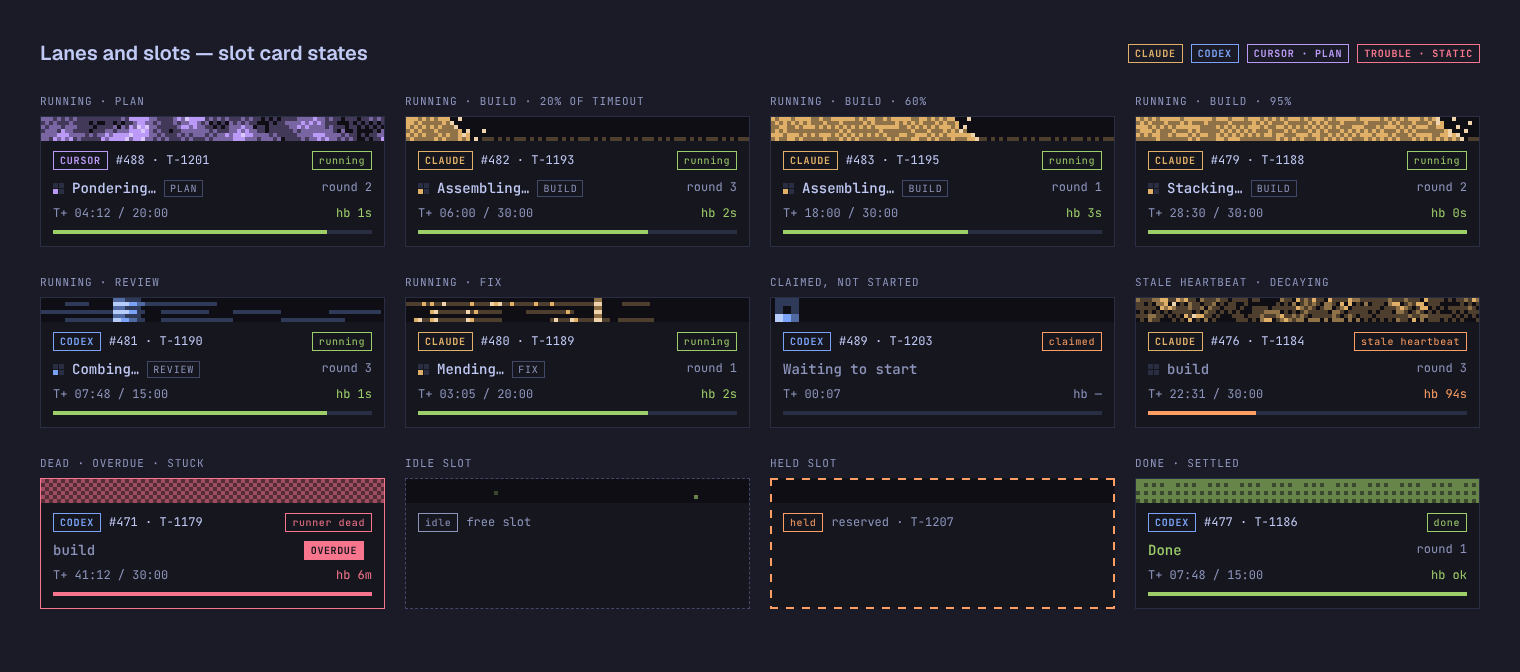 Lanes and slots — slot card states
CLAUDE CODEX CURSOR · PLAN TROUBLE · STATIC
RUNNING · PLAN
CURSOR #488 · T-1201 running
Pondering… PLAN round 2
T+ 04:12 / 20:00 hb 1s
RUNNING · BUILD · 20% OF TIMEOUT
CLAUDE #482 · T-1193 running
Assembling… BUILD round 3
T+ 06:00 / 30:00 hb 2s
RUNNING · BUILD · 60%
CLAUDE #483 · T-1195 running
Assembling… BUILD round 1
T+ 18:00 / 30:00 hb 3s
RUNNING · BUILD · 95%
CLAUDE #479 · T-1188 running
Stacking… BUILD round 2
T+ 28:30 / 30:00 hb 0s
RUNNING · REVIEW
CODEX #481 · T-1190 running
Combing… REVIEW round 3
T+ 07:48 / 15:00 hb 1s
RUNNING · FIX
CLAUDE #480 · T-1189 running
Mending… FIX round 1
T+ 03:05 / 20:00 hb 2s
CLAIMED, NOT STARTED
CODEX #489 · T-1203 claimed
Waiting to start
T+ 00:07 hb —
STALE HEARTBEAT · DECAYING
CLAUDE #476 · T-1184 stale heartbeat
build round 3
T+ 22:31 / 30:00 hb 94s
DEAD · OVERDUE · STUCK
CODEX #471 · T-1179 runner dead
build OVERDUE
T+ 41:12 / 30:00 hb 6m
IDLE SLOT
idle free slot
HELD SLOT
held reserved · T-1207
DONE · SETTLED
CODEX #477 · T-1186 done
Done round 1
T+ 07:48 / 15:00 hb ok